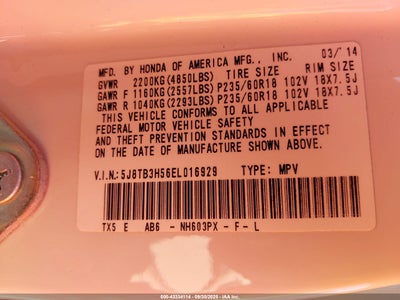 MFD. BY HONDA OF AMERICA MFG., INC. 03/'14
GVWR 2200KG(4850LBS) TIRE SIZE RIM SIZE
GAWR F 1160KG(2557LBS)P235/60R18 102V 18X7.5J
GAWR R 1040KG(2293LBS)P235/60R18 102V 18X7.5J
THIS VEHICLE CONFORMS TO ALL APPLICABLE
FEDERAL MOTOR VEHICLE SAFETY
AND THEFT PREVENTION STANDARDS IN EFFECT
ON THE DATE OF MANUFACTURE SHOWN ABOVE.
V.I.N.:5J8TB3H56EL016929 TYPE: MPV
TX5 E AB6 - NH603PX - F - L